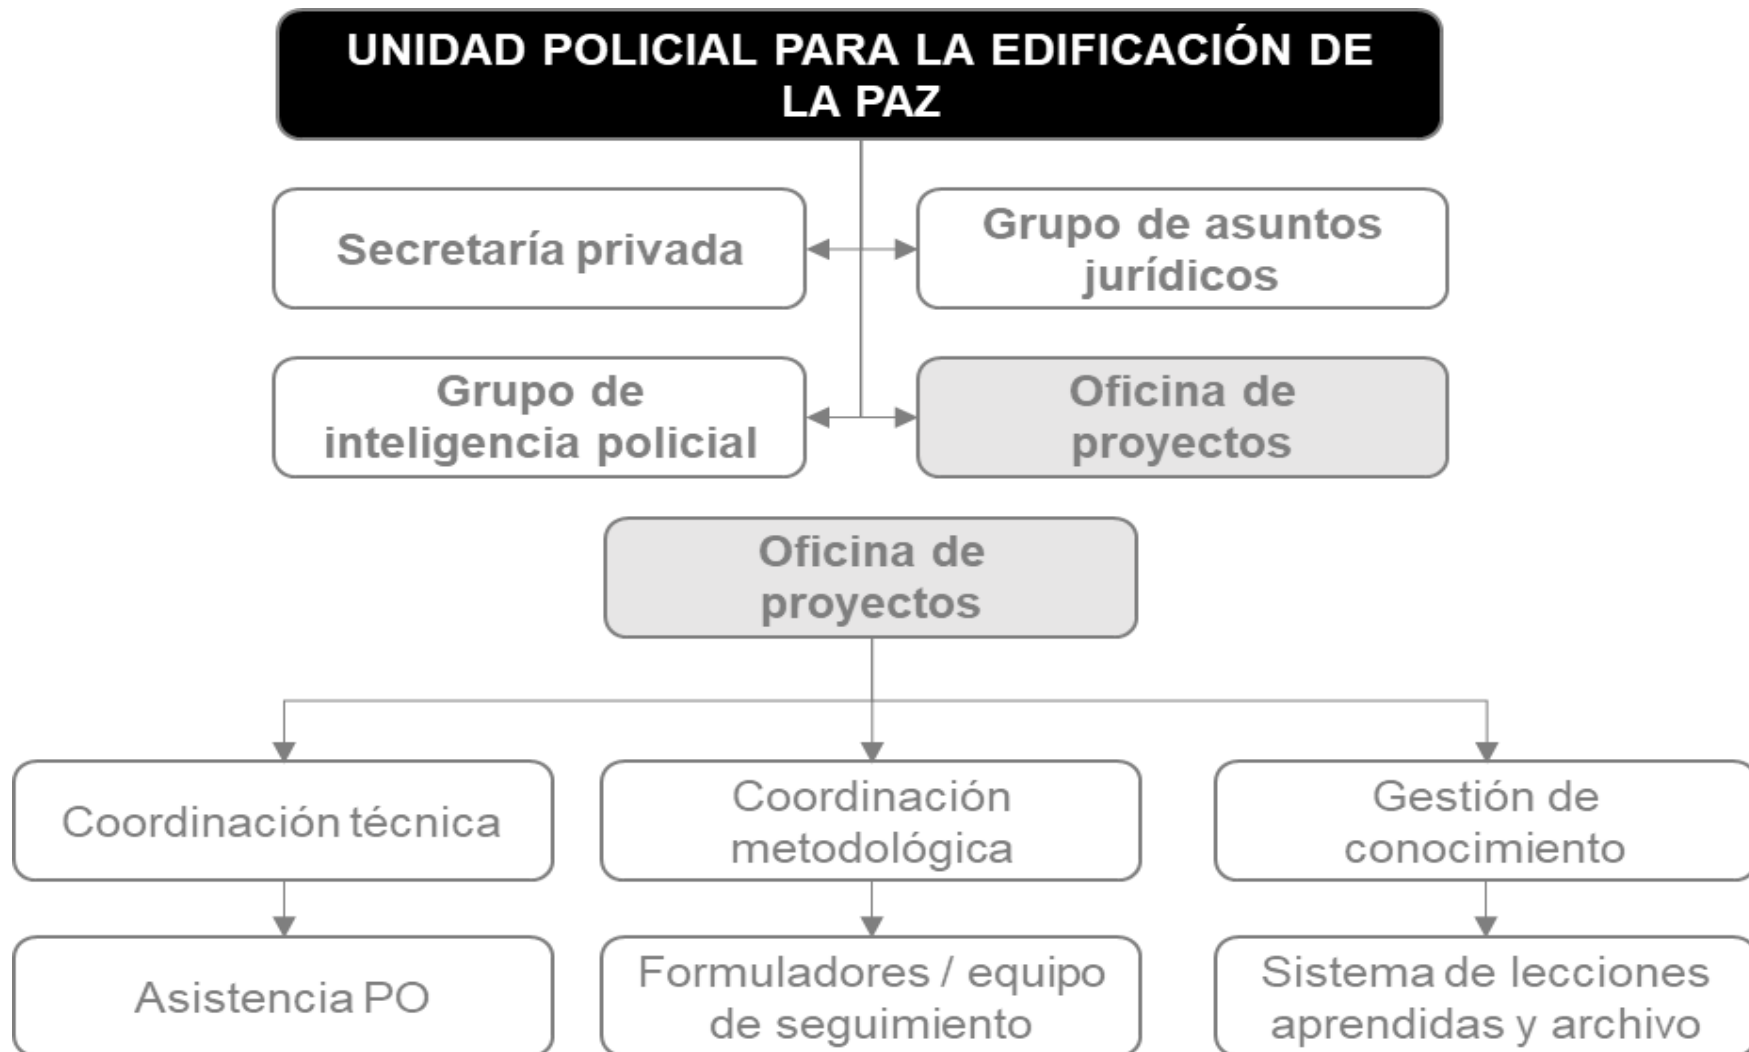 UNIDAD POLICIAL PARA LA EDIFICACIÓN DE
LA PAZ
Secretaría privada
Grupo de asuntos
jurídicos
Grupo de
inteligencia policial
Oficina de
proyectos
Oficina de
proyectos
Coordinación técnica
Coordinación
metodológica
Gestión de
conocimiento
Asistencia PO
Formuladores / equipo
de seguimiento
Sistema de lecciones
aprendidas y archivo